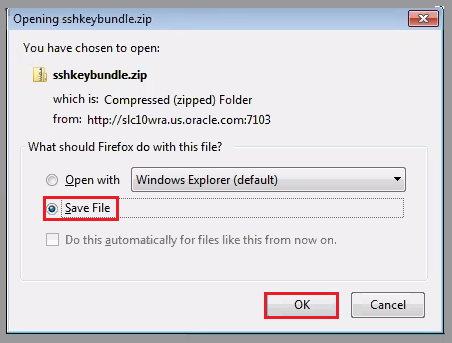 Opening sshkeybundle.zip
You have chosen to open:
sshkeybundle.zip
which is: Compressed (zipped) Folder
from: http://slc10wra.us.oracle.com:7103
What should Firefox do with this file?
Open with Windows Explorer (default)
Save File
Do this automatically for files like this from now on.
OK Cancel